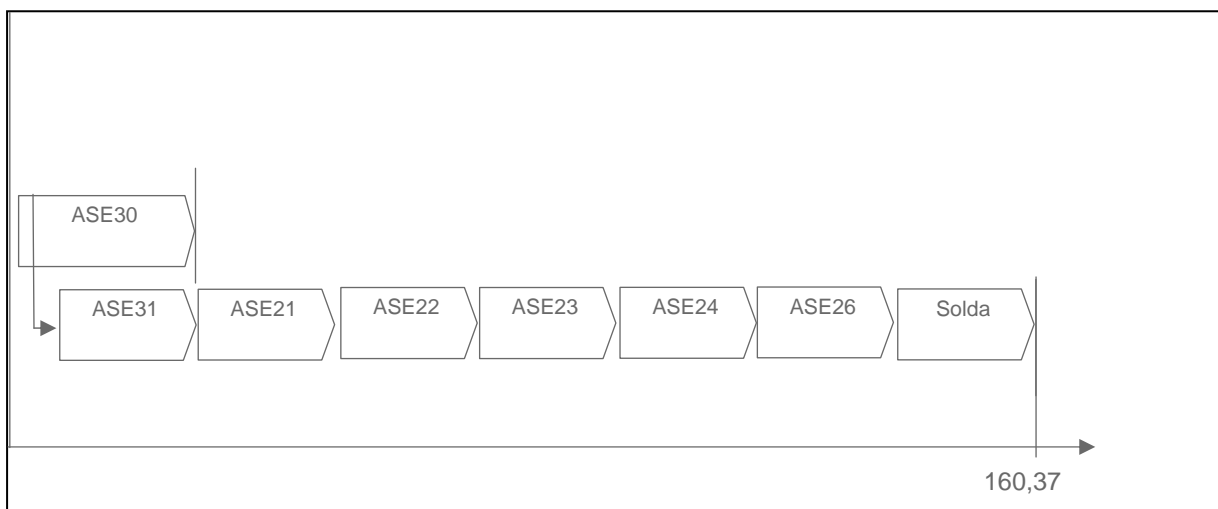 ASE30
ASE31
ASE21
ASE22
ASE23
ASE24
ASE26
Solda
160,37